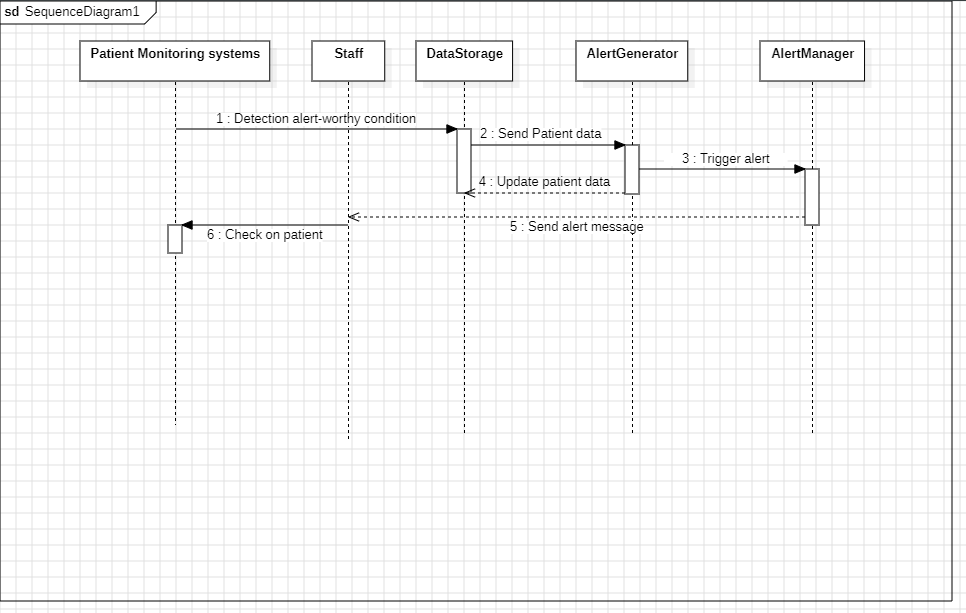 sd SequenceDiagram1
Patient Monitoring systems
Staff
DataStorage
AlertGenerator
AlertManager
1 : Detection alert-worthy condition
2 : Send Patient data
3 : Trigger alert
4 : Update patient data
5 : Send alert message
6 : Check on patient